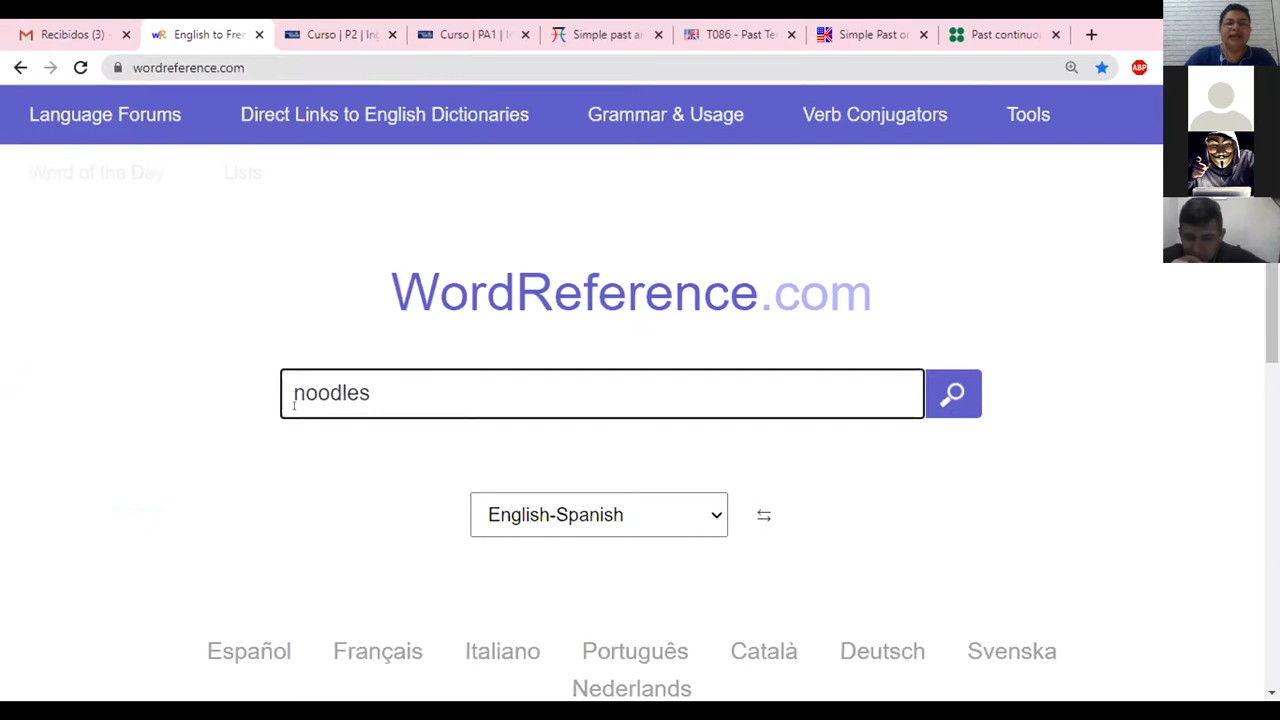 Recibidos (3)
English to Fre
Curso | P2 | In
Curso | PA |
Simple past
T086 - Past Te
Simple Past
Past continuo
wordreference.com
ABP
Language Forums Direct Links to English Dictionaries Grammar & Usage Verb Conjugators Tools
Word of the Day Lists
WordReference.com
noodles
English-Spanish
Español Français Italiano Português Català Deutsch Svenska
Nederlands